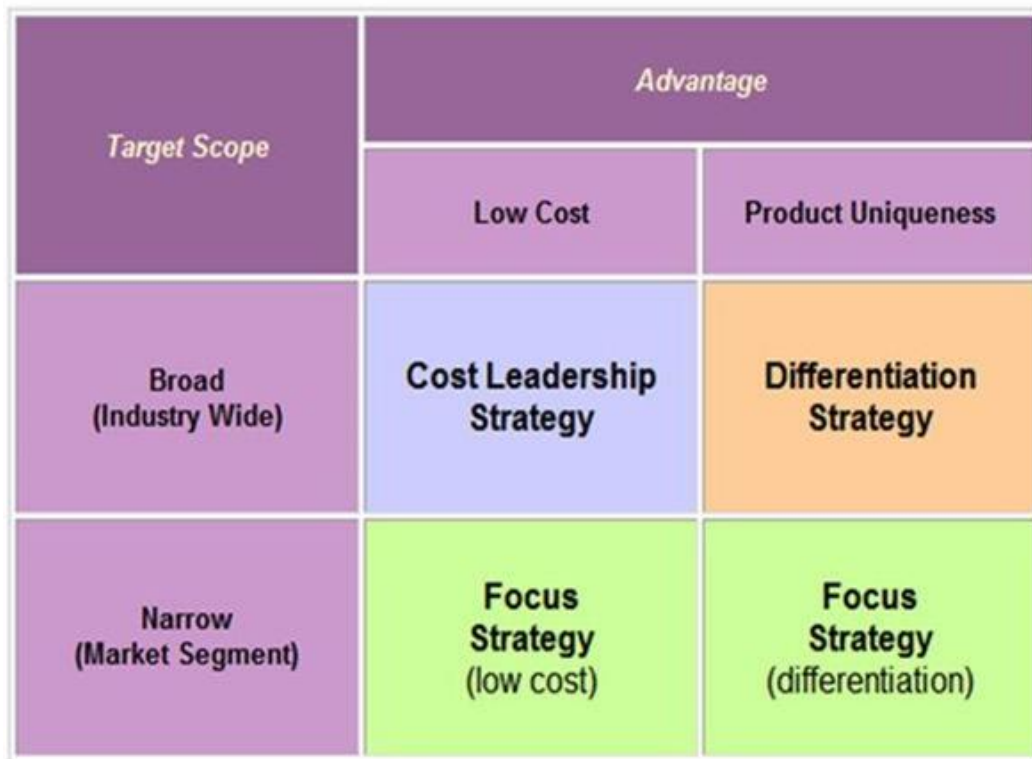 Target Scope
Advantage
Low Cost
Product Uniqueness
Broad
(Industry Wide)
Cost Leadership
Strategy
Differentiation
Strategy
Narrow
(Market Segment)
Focus
Strategy
(low cost)
Focus
Strategy
(differentiation)